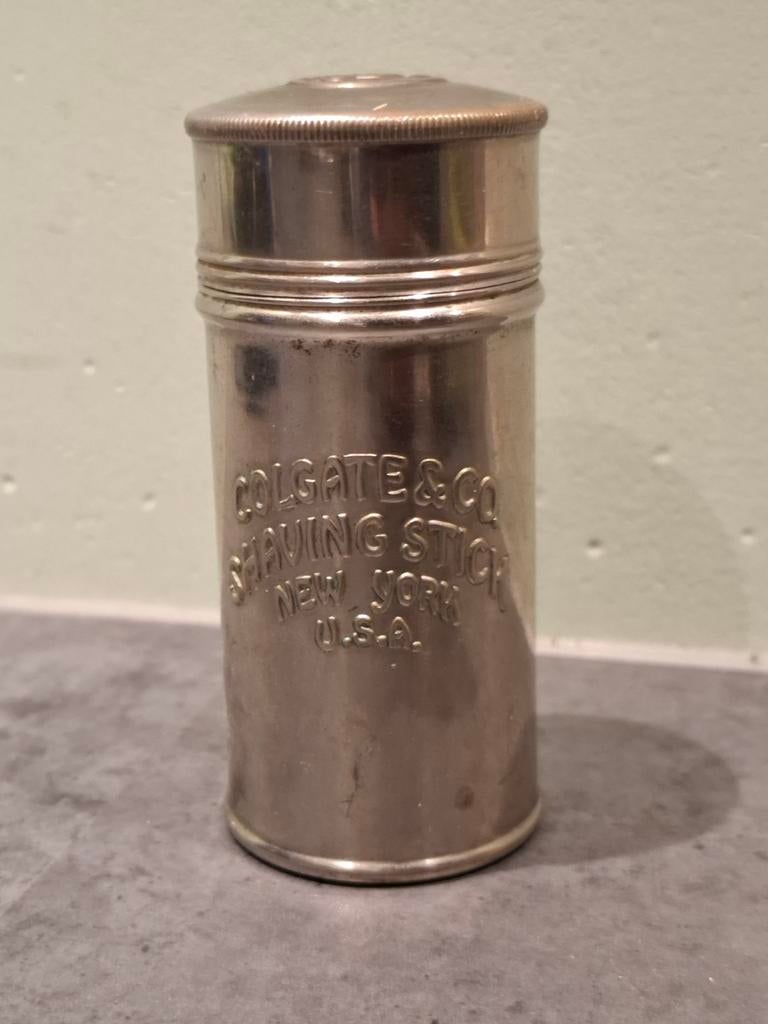 COLGATE & CO.
SHAVING STICK
NEW YORK
U.S.A.